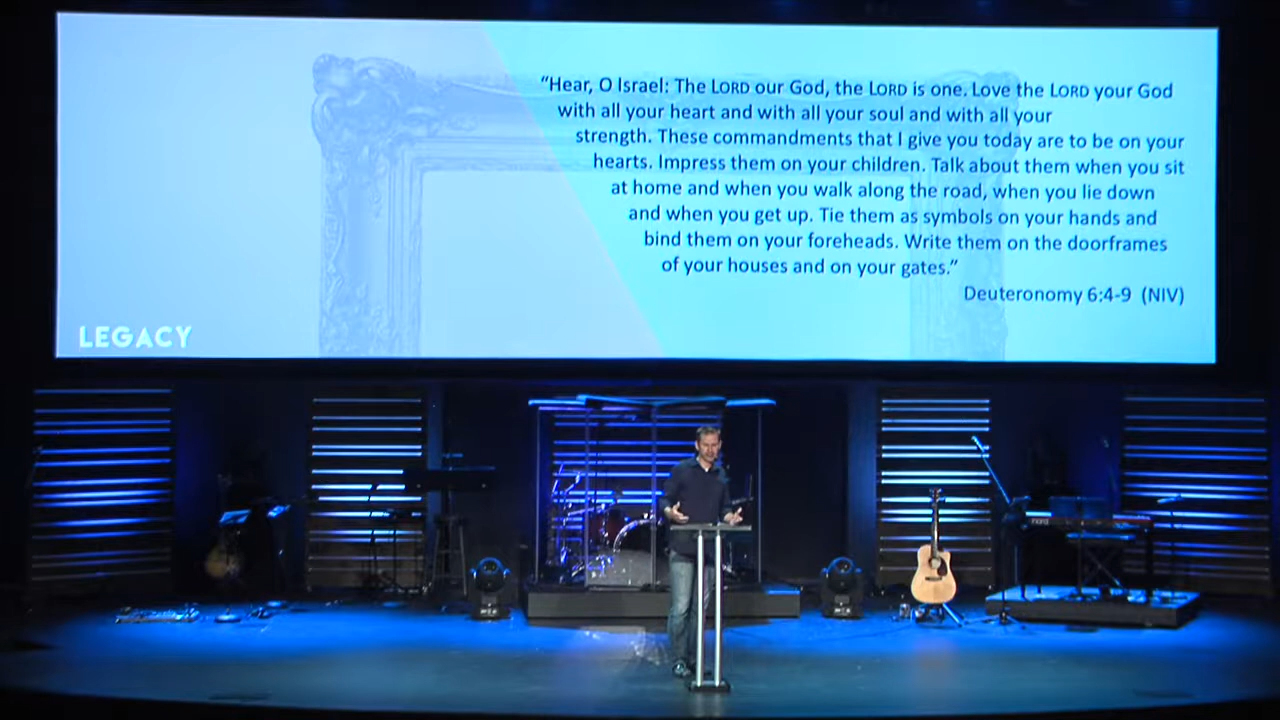 “Hear, O Israel: The LORD our God, the LORD is one. Love the LORD your God
with all your heart and with all your soul and with all your
strength. These commandments that I give you today are to be on your
hearts. Impress them on your children. Talk about them when you sit
at home and when you walk along the road, when you lie down
and when you get up. Tie them as symbols on your hands and
bind them on your foreheads. Write them on the doorframes
of your houses and on your gates.”
Deuteronomy 6:4-9 (NIV)
LEGACY
nord